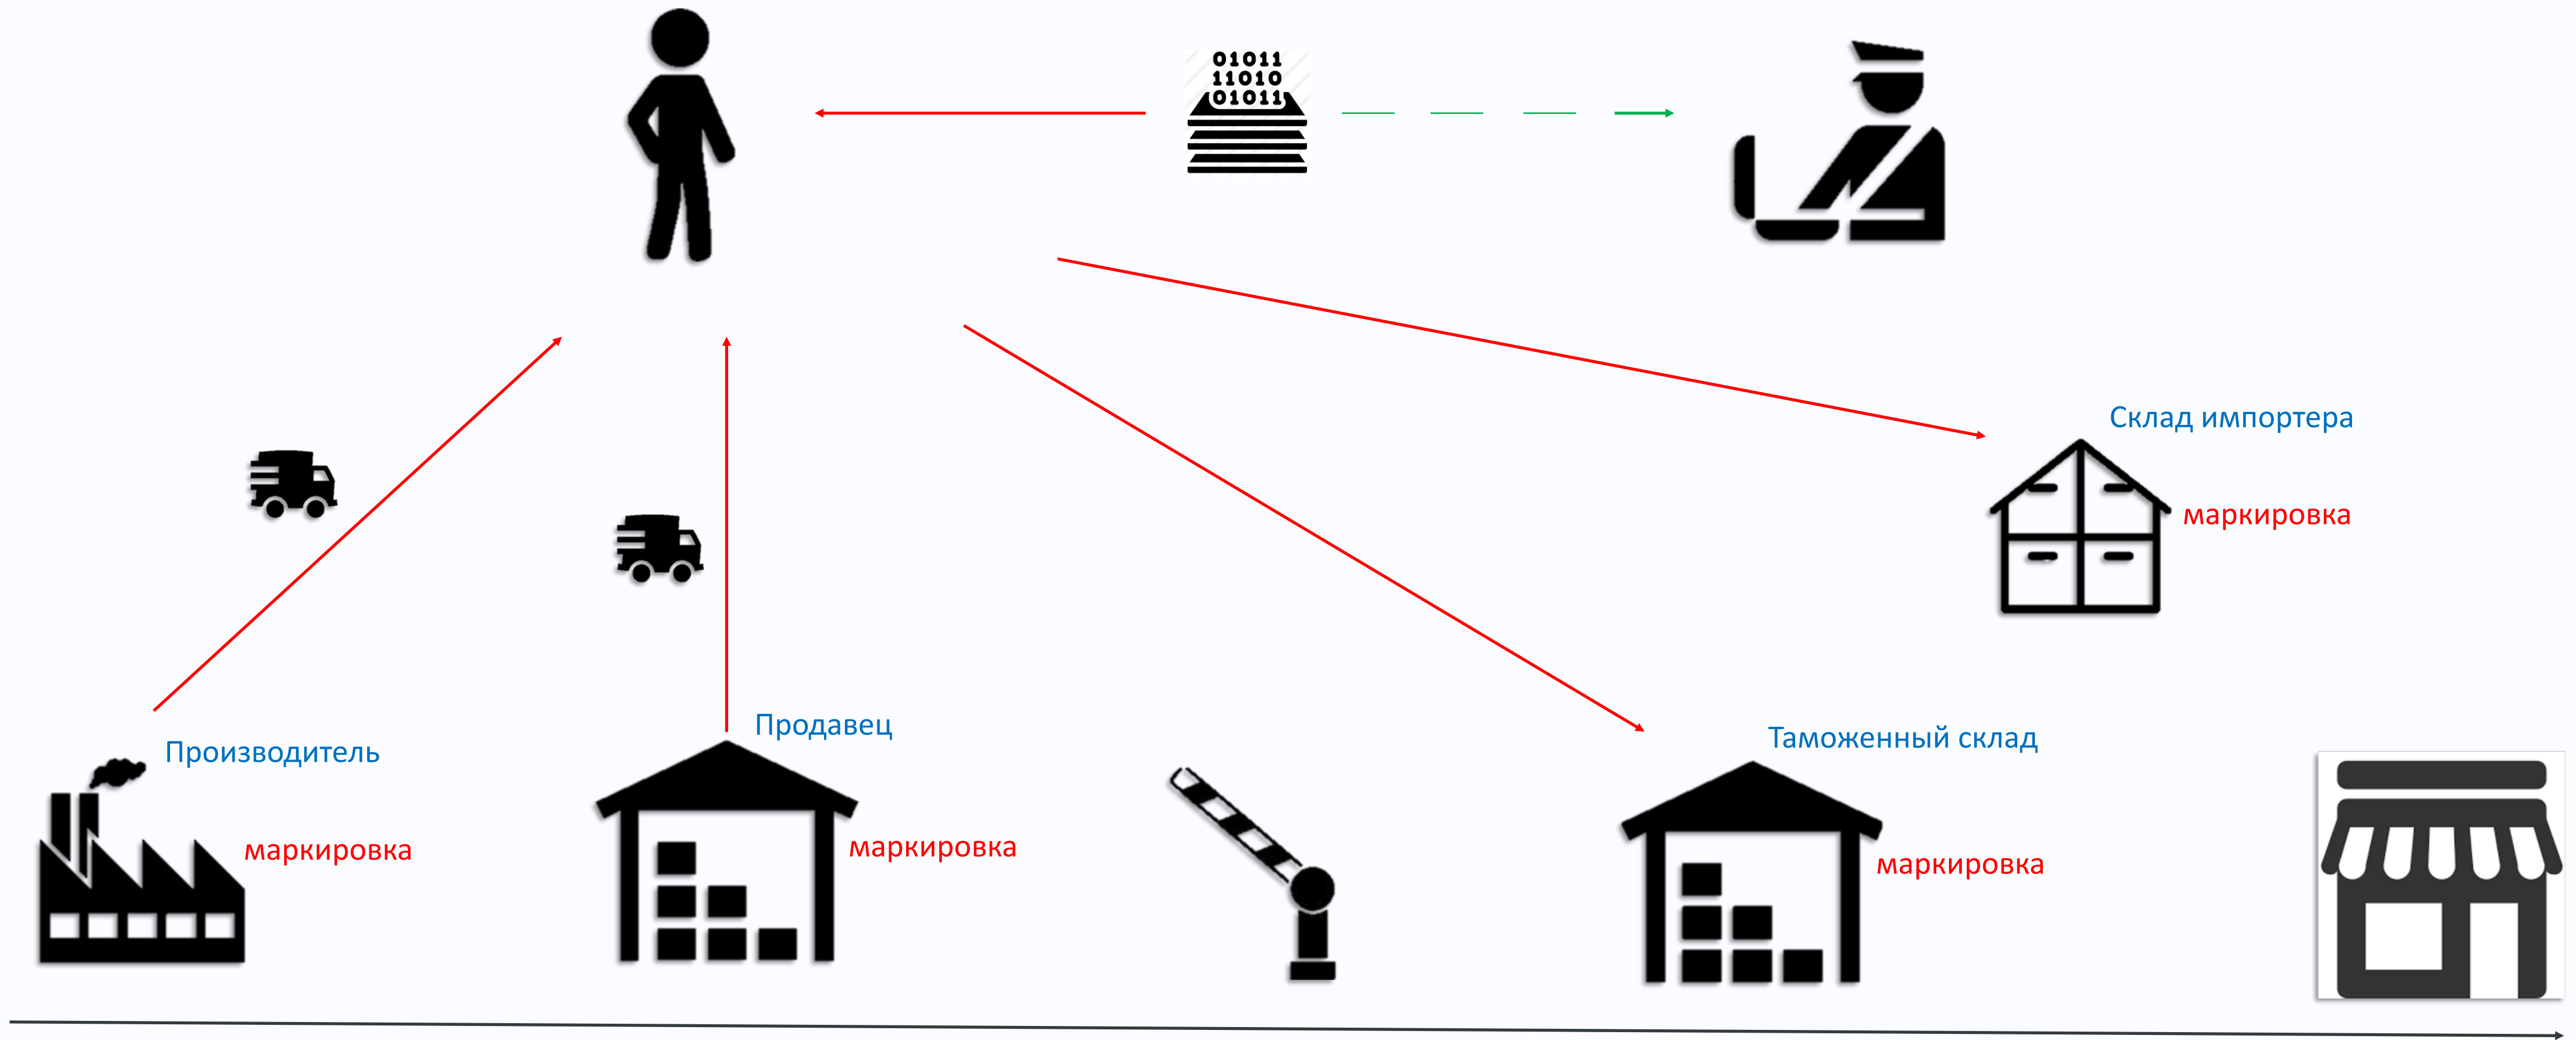 01011
11010
01011
Склад импортера
маркировка
Продавец
Таможенный склад
Производитель
маркировка
маркировка
маркировка